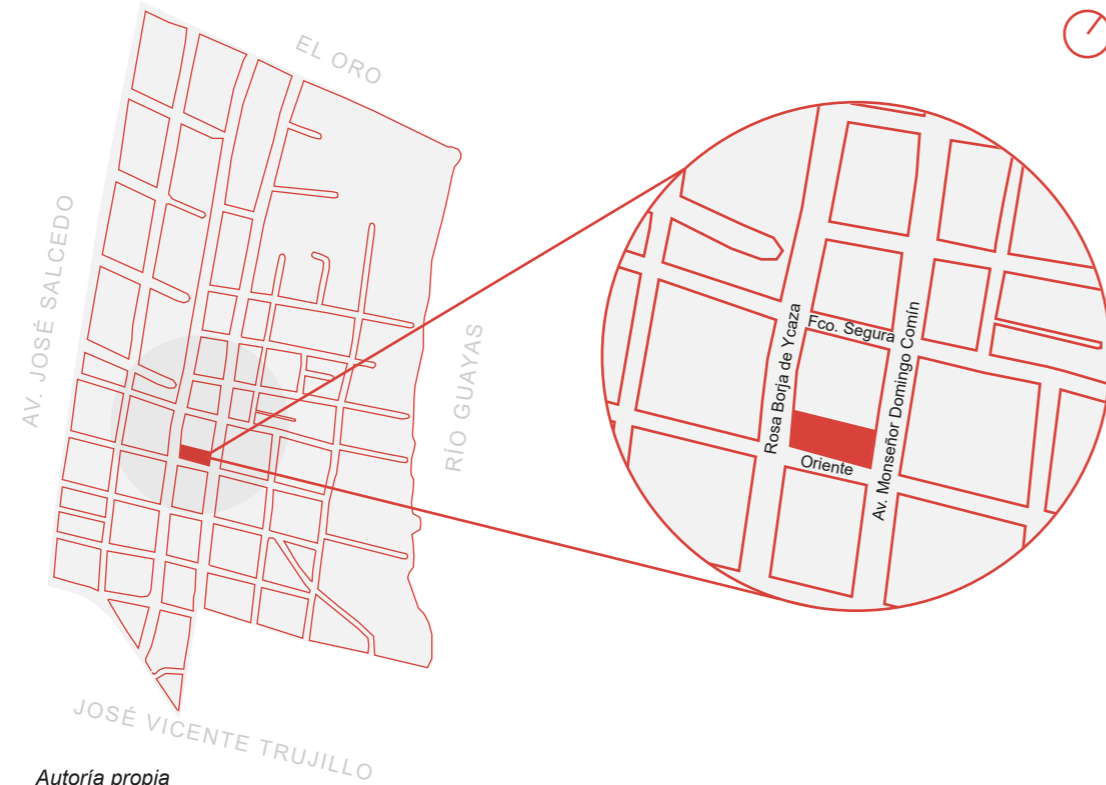 EL ORO
AV. JOSÉ SALCEDO
RÍO GUAYAS
JOSÉ VICENTE TRUJILLO
Rosa Borja de Ycaza
Fco. Segura
Av. Monseñor Domingo Comín
Oriente
Autoría propia